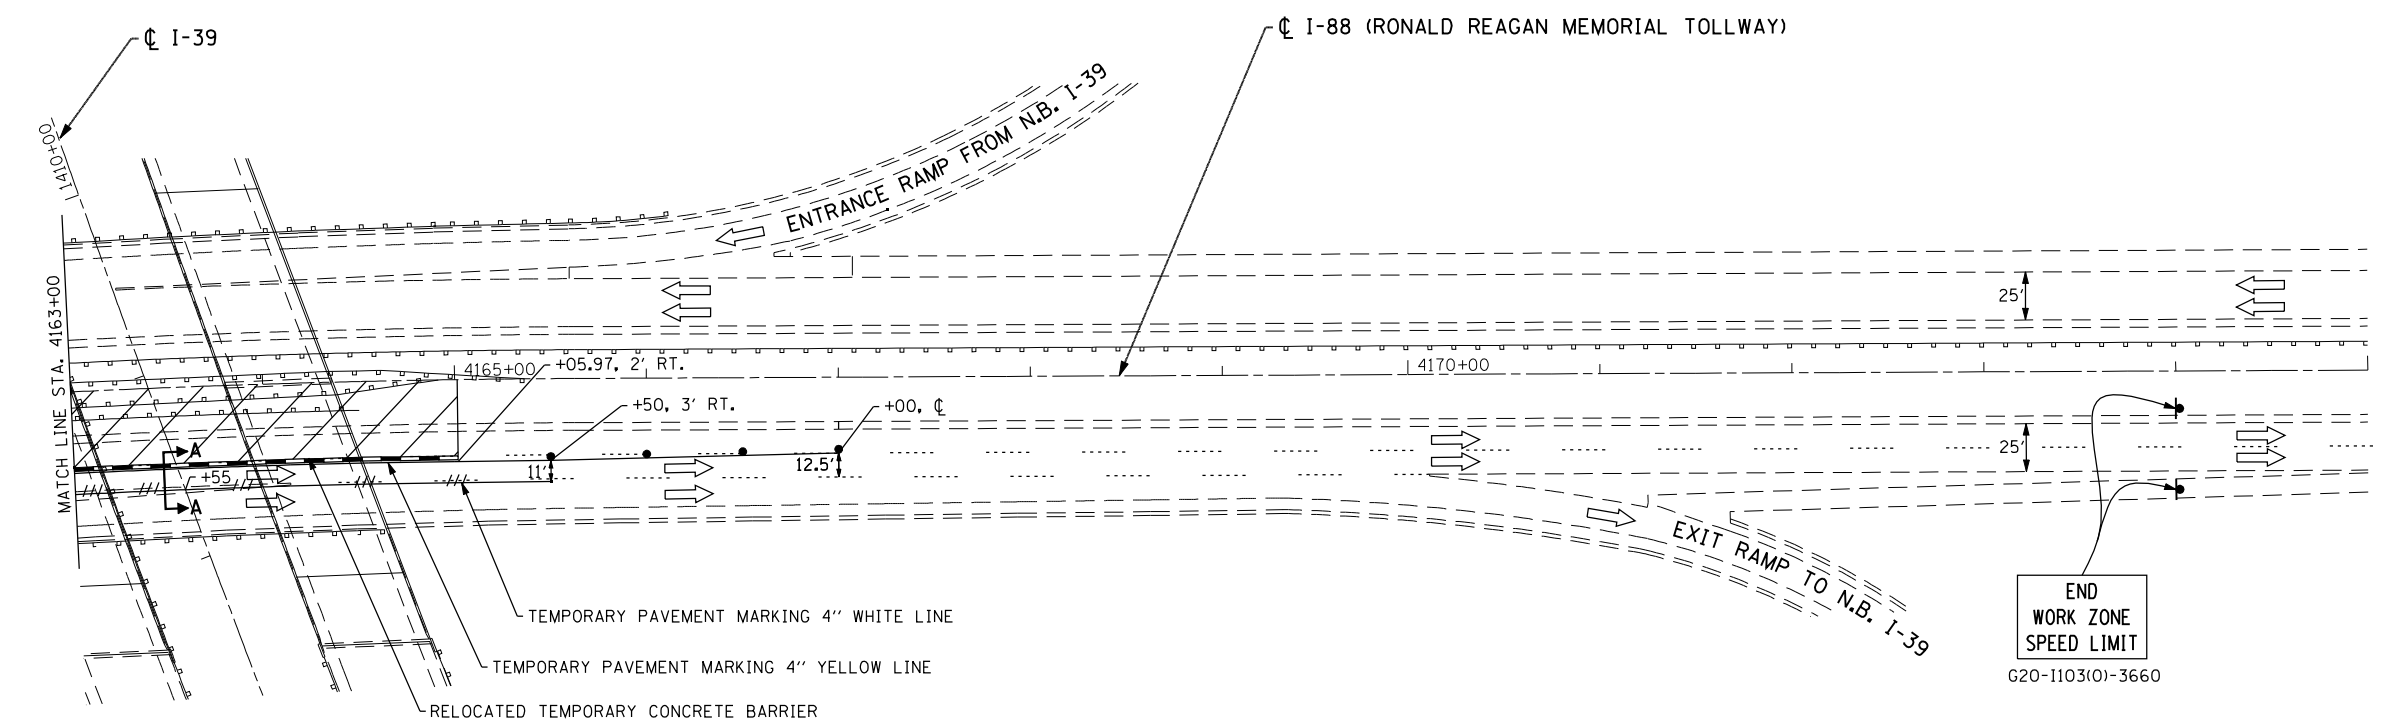 ℄ I-39
℄ I-88 (RONALD REAGAN MEMORIAL TOLLWAY)
1410+00
ENTRANCE RAMP FROM N.B. I-39
MATCH LINE STA. 4163+00
25'
4165+00
+05.97, 2' RT.
4170+00
+50, 3' RT.
+00, ℄
A
A
+55
11'
12.5'
25'
EXIT RAMP TO N.B. I-39
TEMPORARY PAVEMENT MARKING 4'' WHITE LINE
TEMPORARY PAVEMENT MARKING 4'' YELLOW LINE
RELOCATED TEMPORARY CONCRETE BARRIER
END
WORK ZONE
SPEED LIMIT
G20-I103(O)-3660